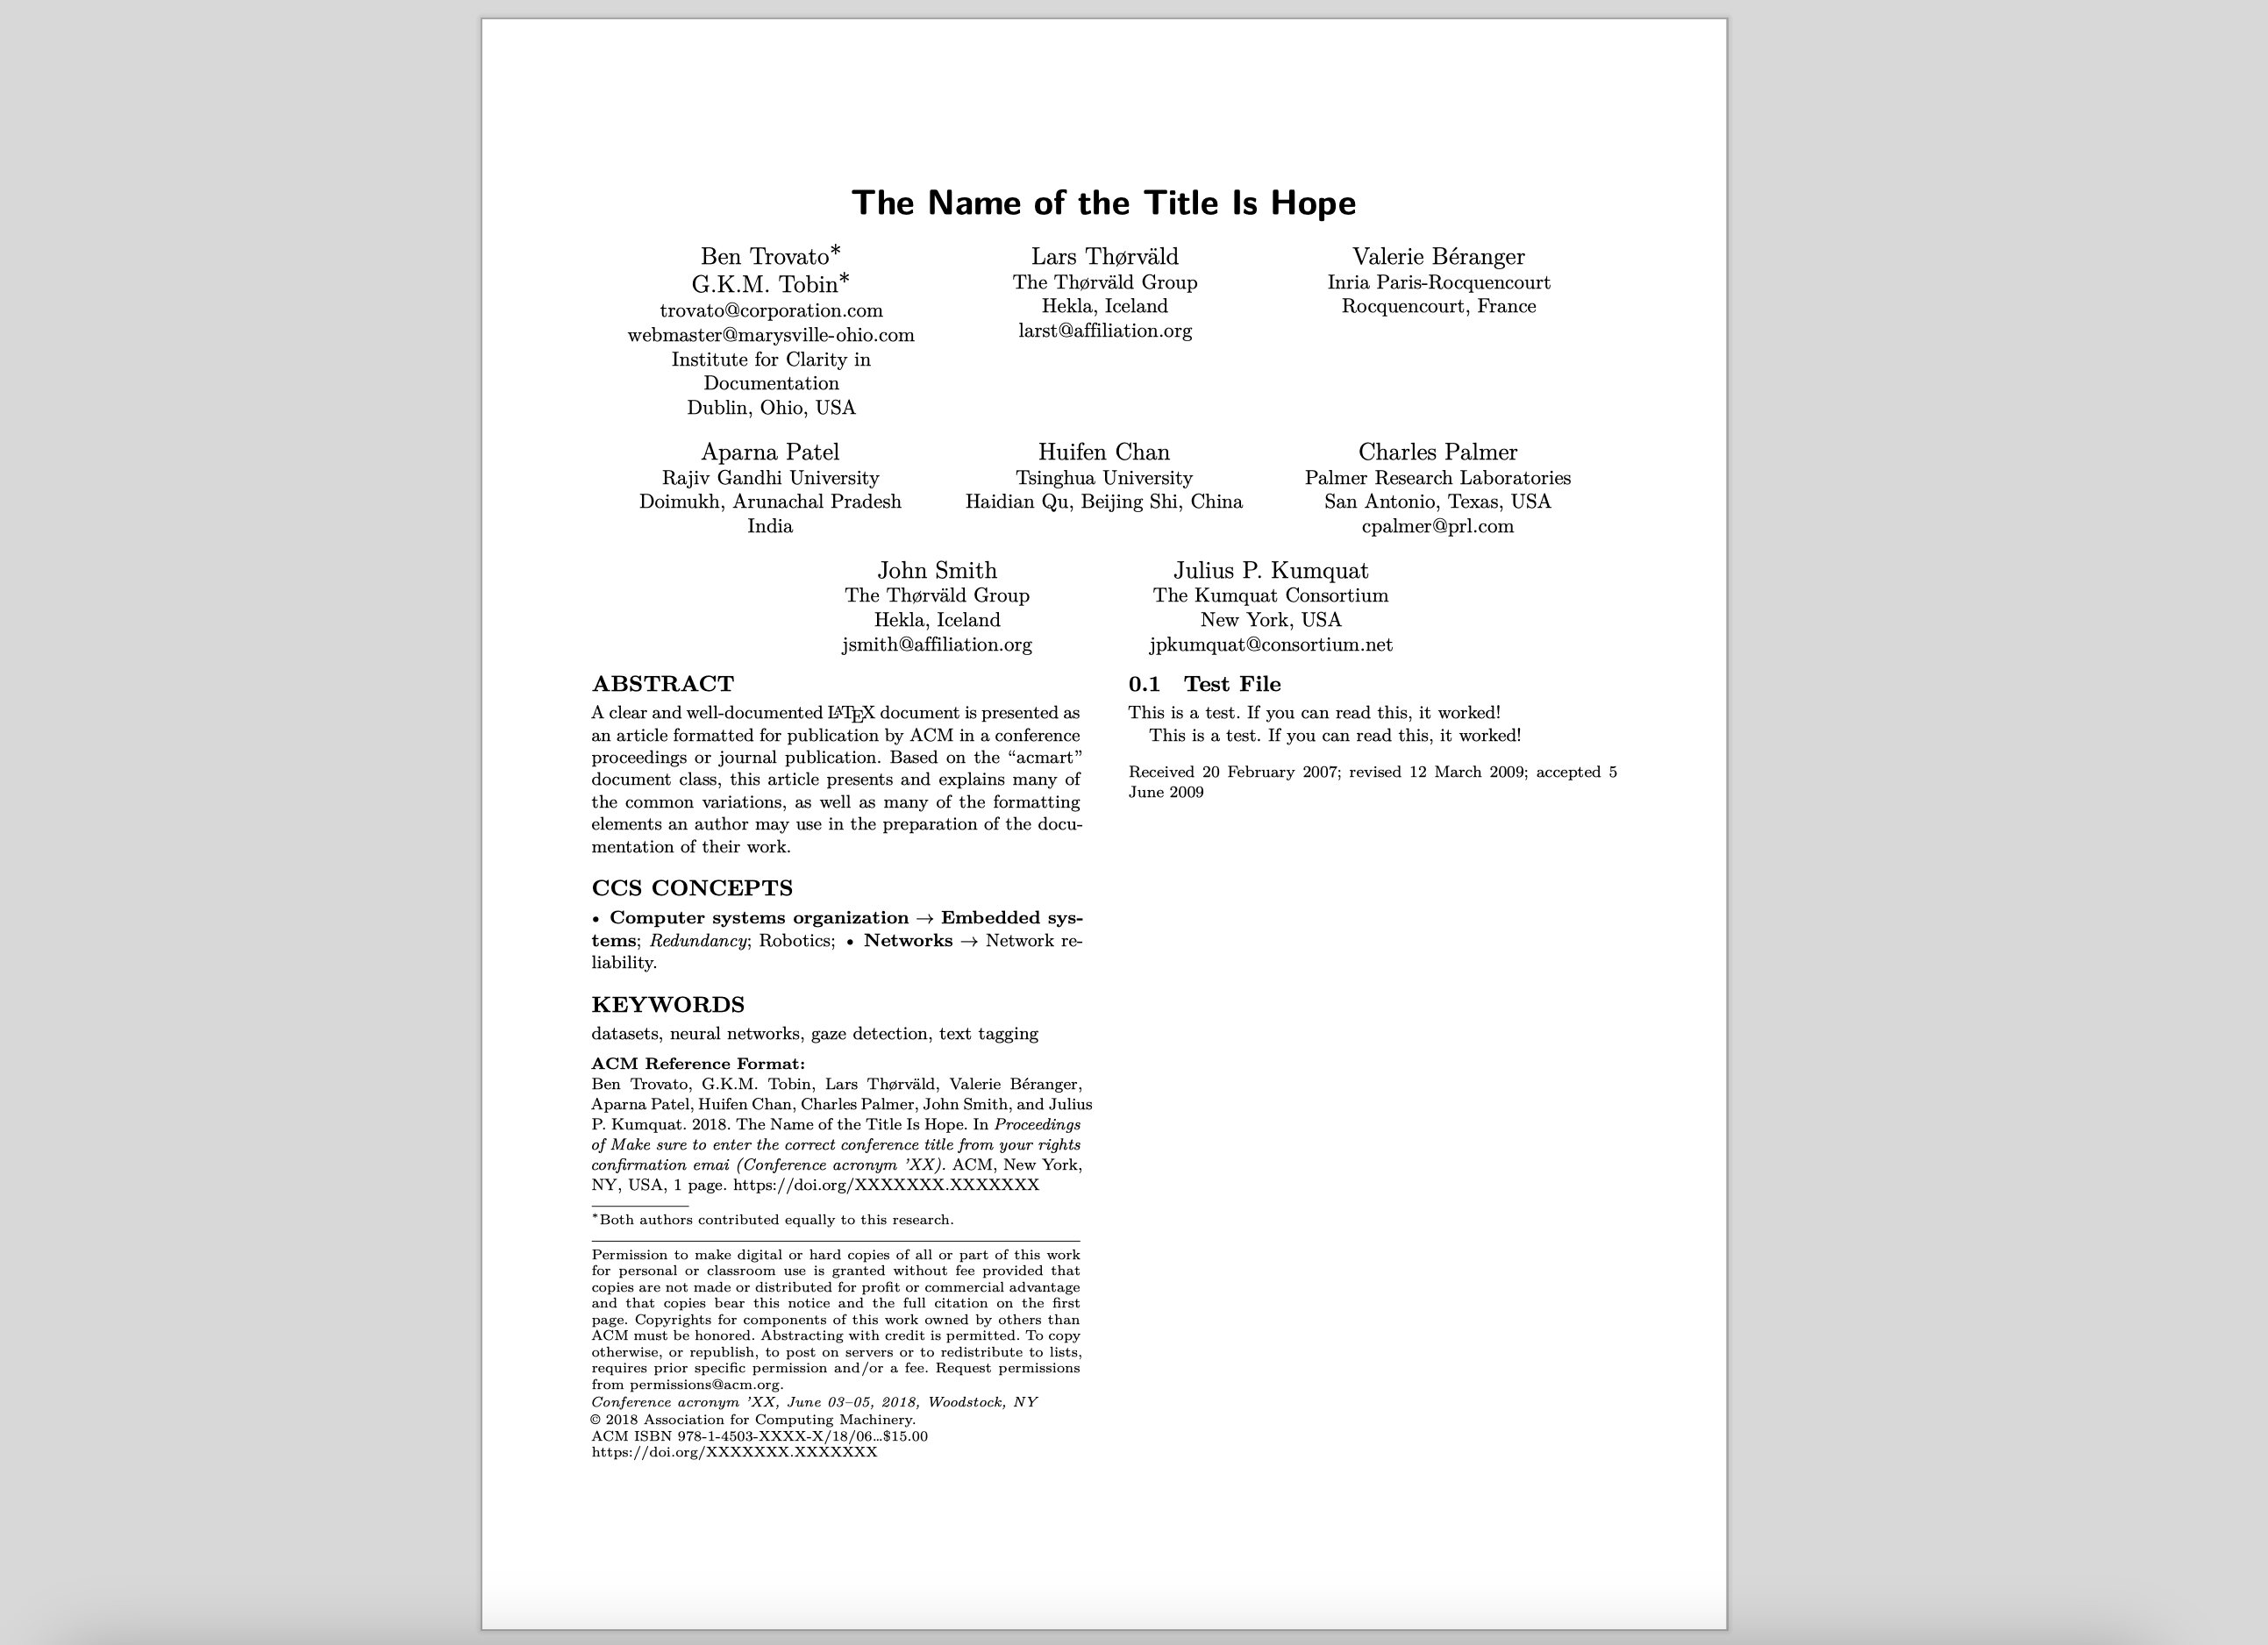 The Name of the Title Is Hope
Ben Trovato*
G.K.M. Tobin*
trovato@corporation.com
webmaster@marysville-ohio.com
Institute for Clarity in
Documentation
Dublin, Ohio, USA
Lars Thørväld
The Thørväld Group
Hekla, Iceland
larst@affiliation.org
Valerie Béranger
Inria Paris-Rocquencourt
Rocquencourt, France
Aparna Patel
Rajiv Gandhi University
Doimukh, Arunachal Pradesh
India
Huifen Chan
Tsinghua University
Haidian Qu, Beijing Shi, China
Charles Palmer
Palmer Research Laboratories
San Antonio, Texas, USA
cpalmer@prl.com
John Smith
The Thørväld Group
Hekla, Iceland
jsmith@affiliation.org
Julius P. Kumquat
The Kumquat Consortium
New York, USA
jpkumquat@consortium.net
ABSTRACT
A clear and well-documented LATEX document is presented as
an article formatted for publication by ACM in a conference
proceedings or journal publication. Based on the “acmart”
document class, this article presents and explains many of
the common variations, as well as many of the formatting
elements an author may use in the preparation of the docu-
mentation of their work.
CCS CONCEPTS
• Computer systems organization → Embedded sys-
tems; Redundancy; Robotics; • Networks → Network re-
liability.
KEYWORDS
datasets, neural networks, gaze detection, text tagging
ACM Reference Format:
Ben Trovato, G.K.M. Tobin, Lars Thørväld, Valerie Béranger,
Aparna Patel, Huifen Chan, Charles Palmer, John Smith, and Julius
P. Kumquat. 2018. The Name of the Title Is Hope. In Proceedings
of Make sure to enter the correct conference title from your rights
confirmation emai (Conference acronym ’XX). ACM, New York,
NY, USA, 1 page. https://doi.org/XXXXXXX.XXXXXXX
*Both authors contributed equally to this research.
Permission to make digital or hard copies of all or part of this work
for personal or classroom use is granted without fee provided that
copies are not made or distributed for profit or commercial advantage
and that copies bear this notice and the full citation on the first
page. Copyrights for components of this work owned by others than
ACM must be honored. Abstracting with credit is permitted. To copy
otherwise, or republish, to post on servers or to redistribute to lists,
requires prior specific permission and/or a fee. Request permissions
from permissions@acm.org.
Conference acronym ’XX, June 03–05, 2018, Woodstock, NY
© 2018 Association for Computing Machinery.
ACM ISBN 978-1-4503-XXXX-X/18/06...$15.00
https://doi.org/XXXXXXX.XXXXXXX
0.1 Test File
This is a test. If you can read this, it worked!
This is a test. If you can read this, it worked!
Received 20 February 2007; revised 12 March 2009; accepted 5
June 2009